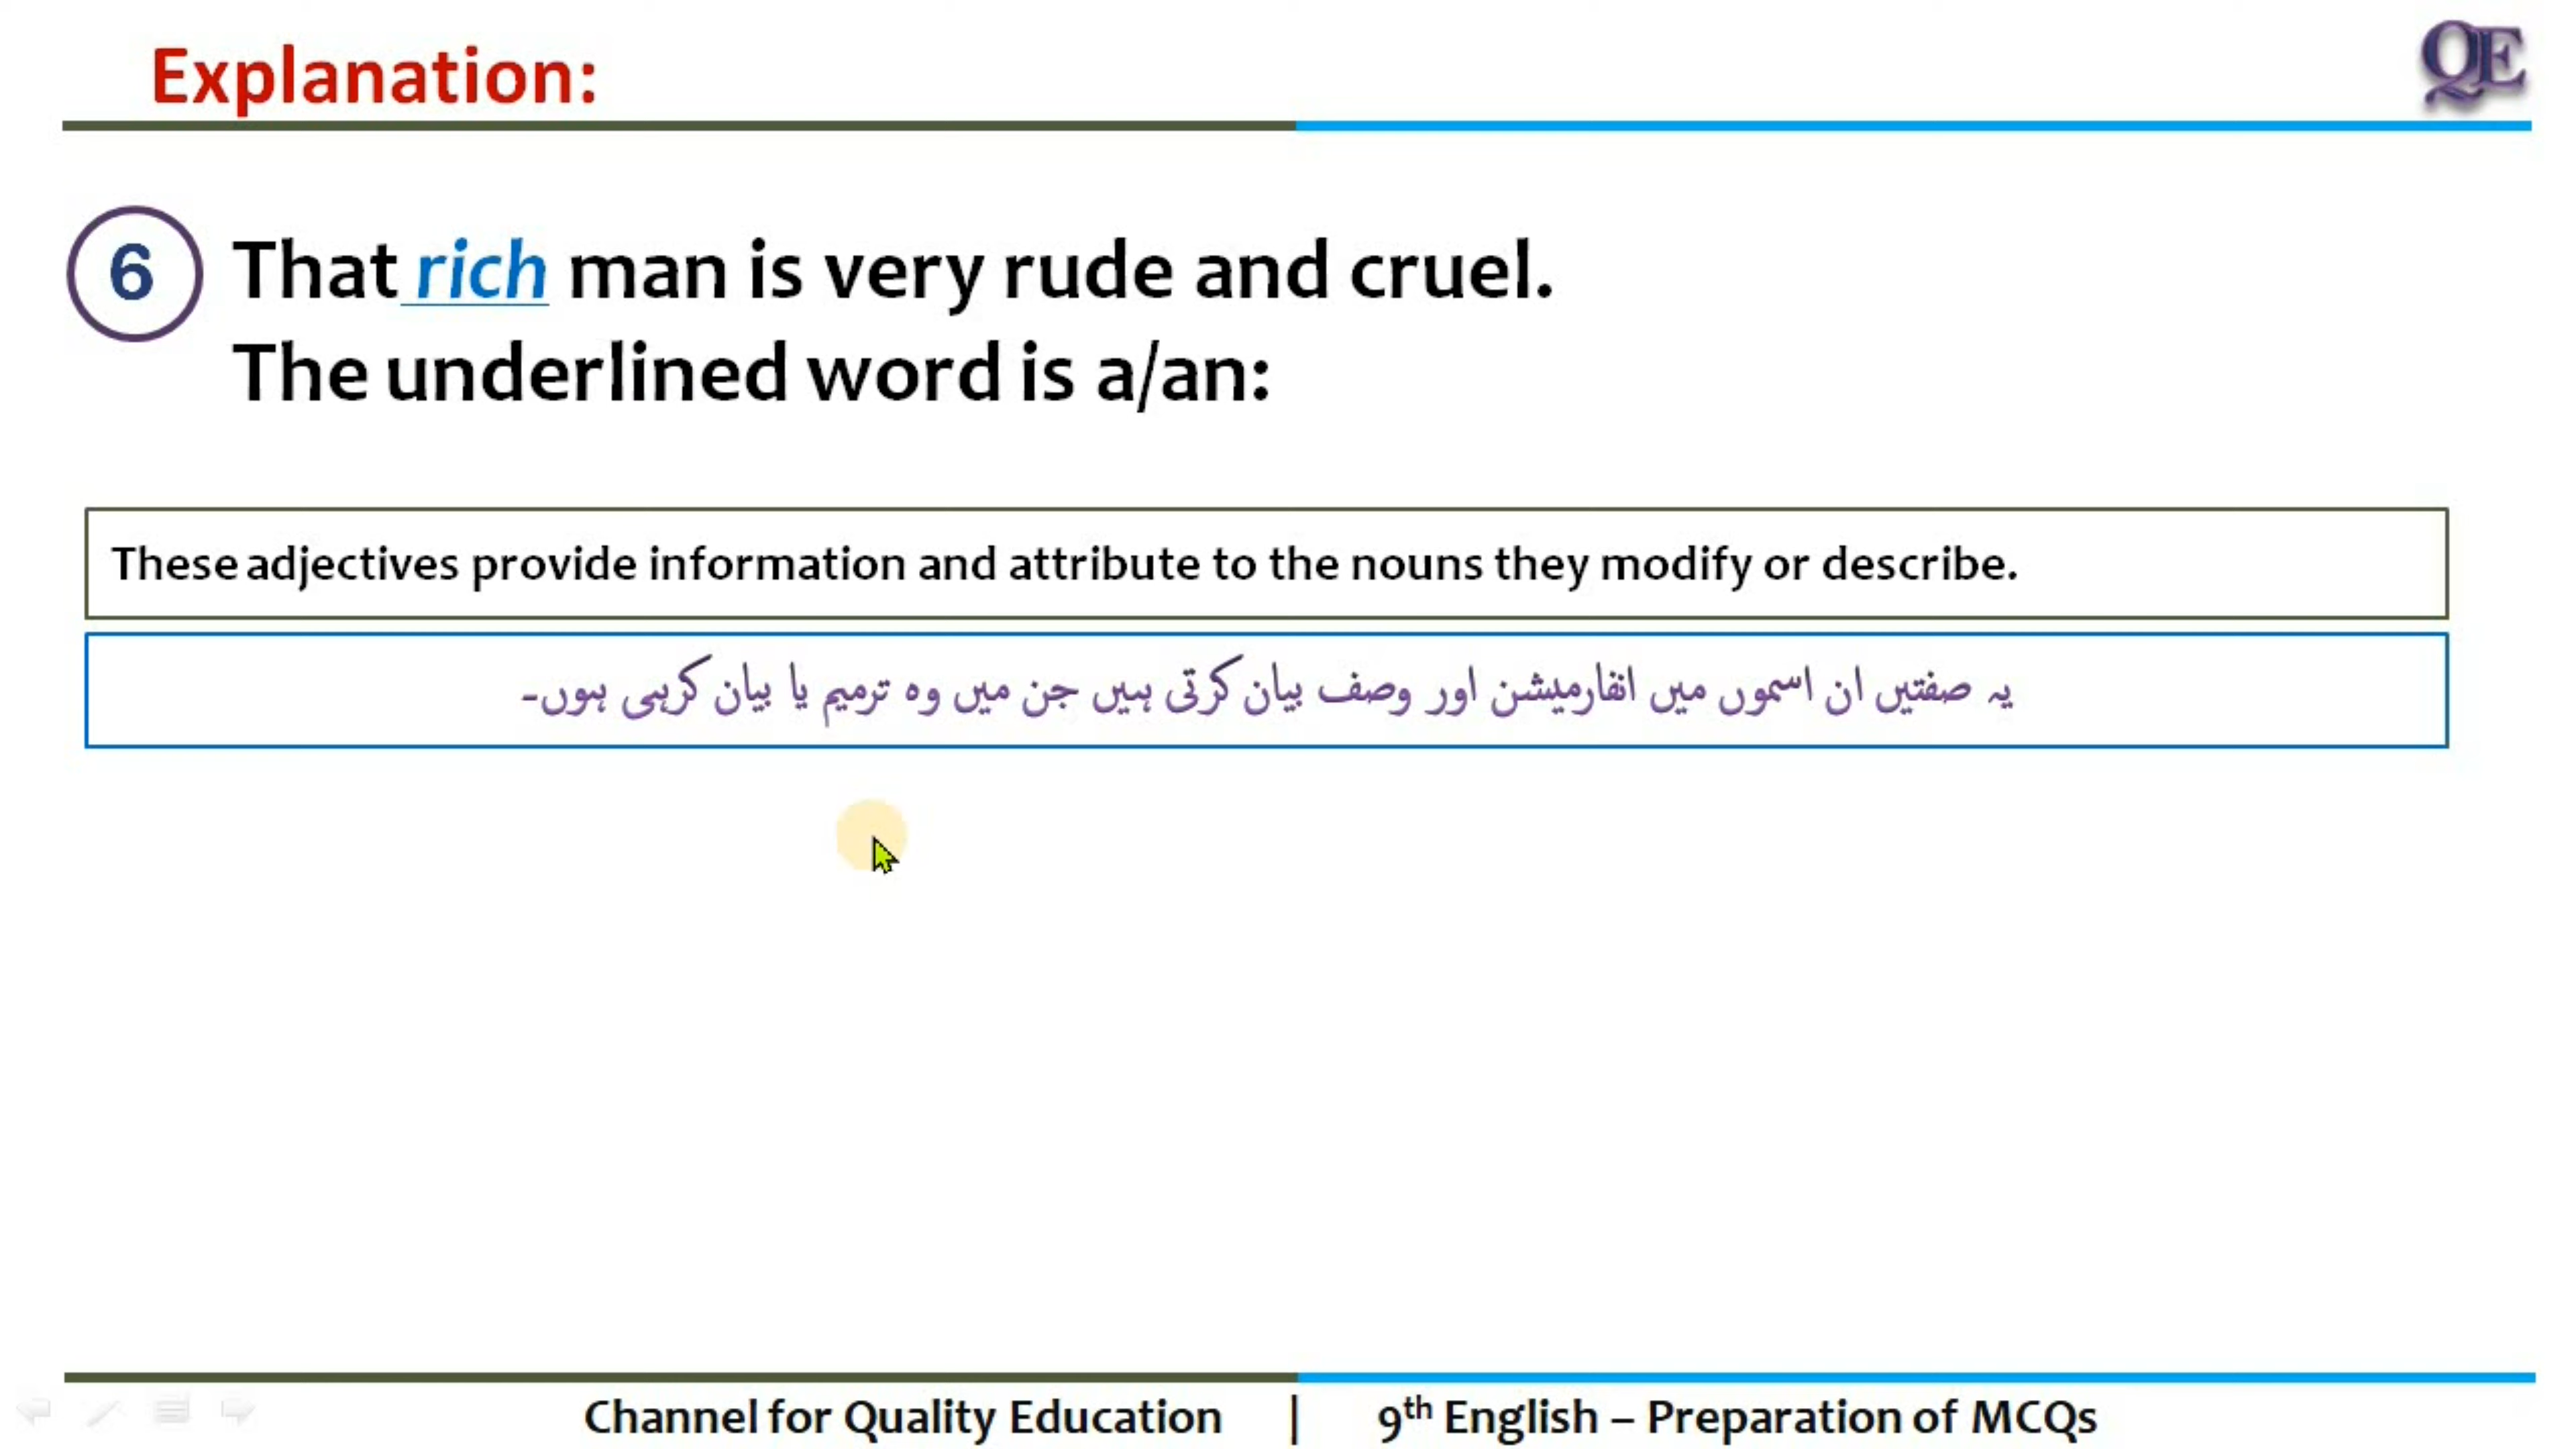 Explanation:
QE
6 That rich man is very rude and cruel.
The underlined word is a/an:
These adjectives provide information and attribute to the nouns they modify or describe.
یہ صفتیں ان اسموں میں انفارمیشن اور وصف بیان کرتی ہیں جن میں وہ ترمیم یا بیان کرہی ہوں۔
Channel for Quality Education | 9th English – Preparation of MCQs